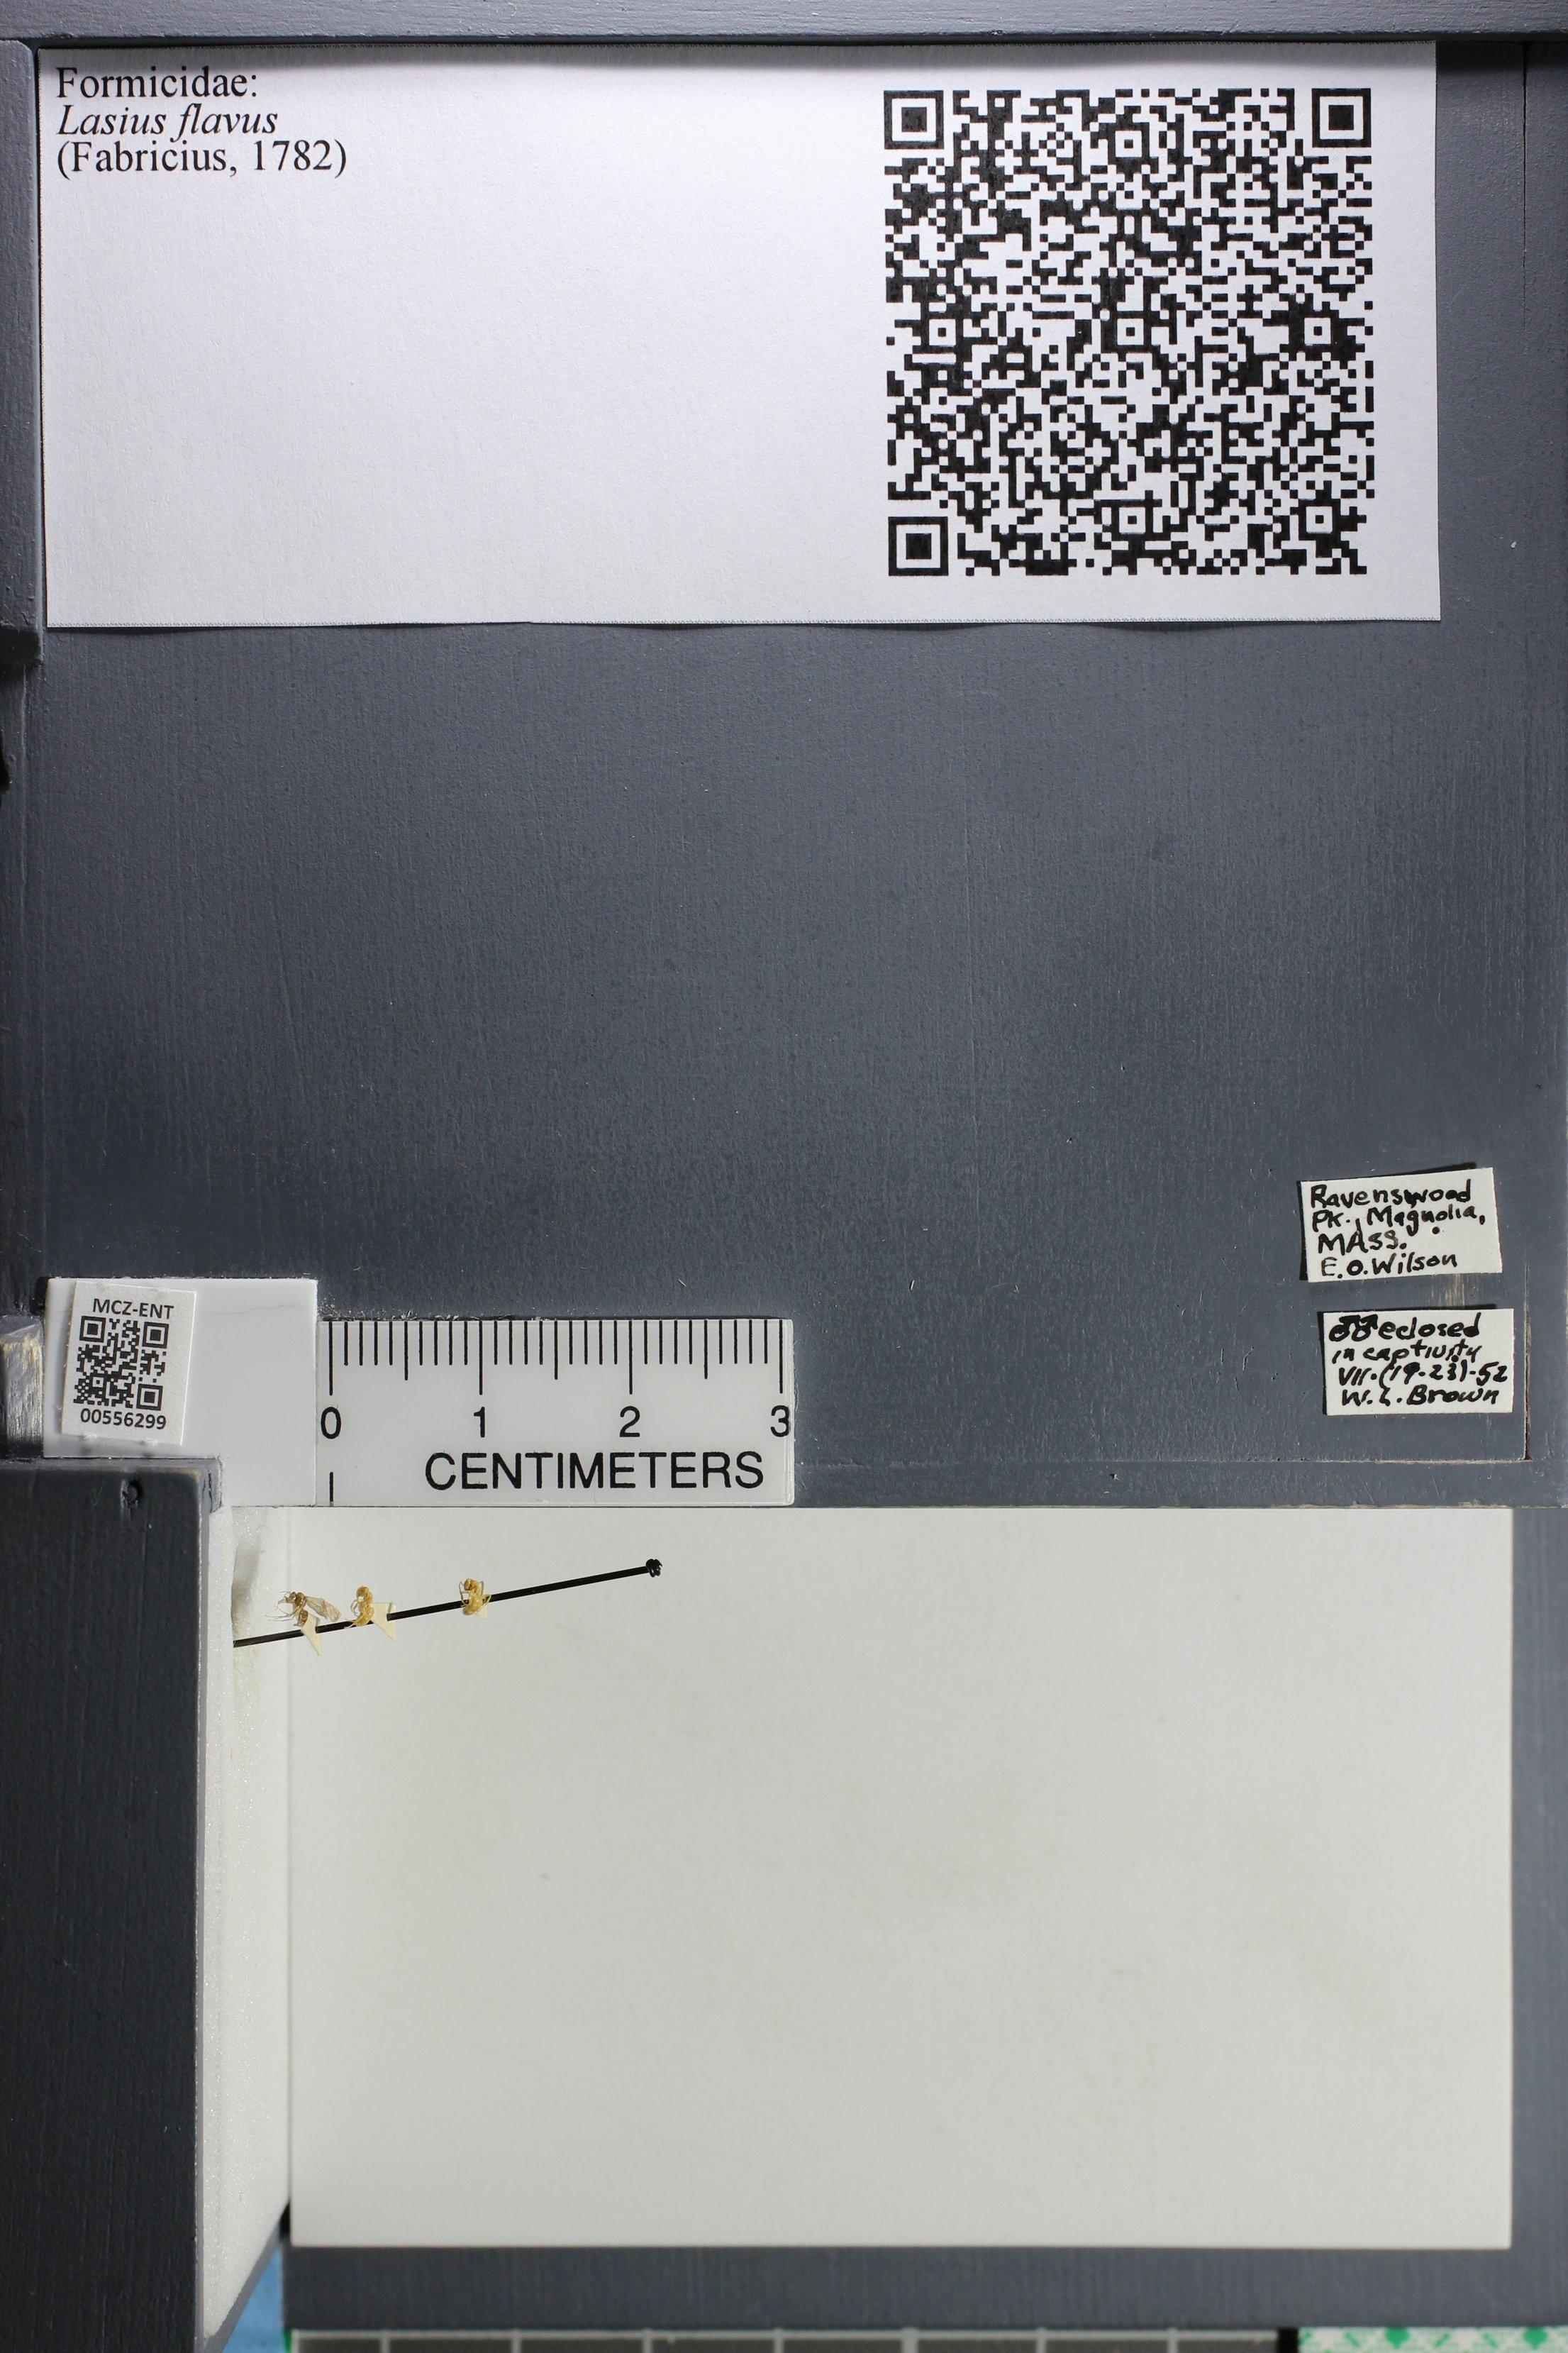 Formicidae:
Lasius flavus
(Fabricius, 1782)
Ravenswood
Pk., Magnolia,
MASS.
E.O. Wilson
♂♂ eclosed
in captivity
VII-(19-23)-52
W.L. Brown
MCZ-ENT
00556299
0 1 2 3
CENTIMETERS